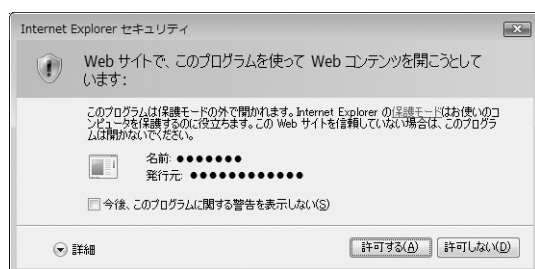 Internet Explorer セキュリティ
Web サイトで、このプログラムを使って Web コンテンツを開こうとして
います:
このプログラムは保護モードの外で開かれます。Internet Explorer の保護モードはお使いのコ
ンピュータを保護するのに役立ちます。この Web サイトを信頼していない場合は、このプログラ
ムは開かないでください。
名前: ●●●●●●●
発行元: ●●●●●●●●●●●●
今後、このプログラムに関する警告を表示しない(S)
詳細
許可する(A)
許可しない(D)